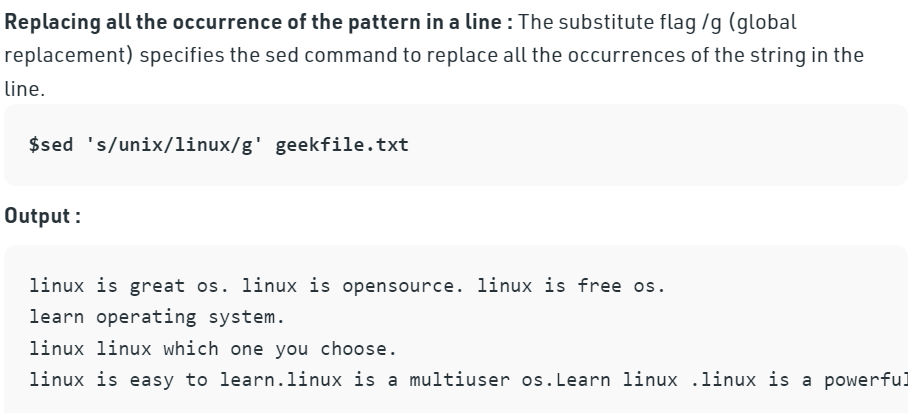 Replacing all the occurrence of the pattern in a line : The substitute flag /g (global
replacement) specifies the sed command to replace all the occurrences of the string in the
line.
$sed 's/unix/linux/g' geekfile.txt
Output :
linux is great os. linux is opensource. linux is free os.
learn operating system.
linux linux which one you choose.
linux is easy to learn.linux is a multiuser os.Learn linux .linux is a powerful